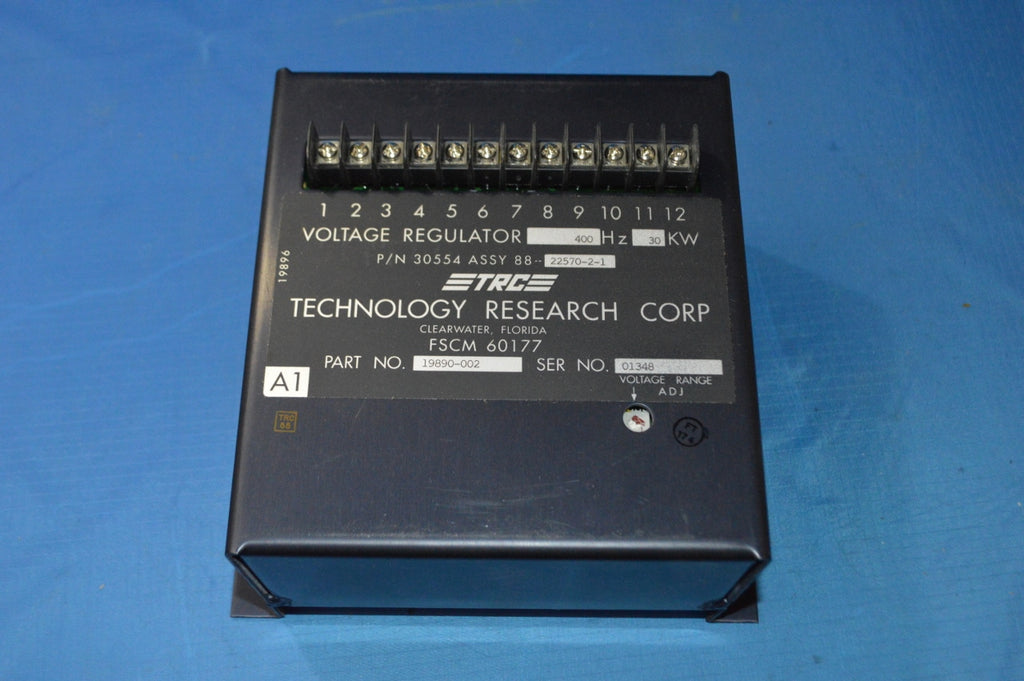 1 2 3 4 5 6 7 8 9 10 11 12
VOLTAGE REGULATOR 400 Hz 30 KW
P/N 30554 ASSY 88-- 22570-2-1
19896
TRC
TECHNOLOGY RESEARCH CORP
CLEARWATER, FLORIDA
FSCM 60177
PART NO. 19890-002 SER NO. 01348
VOLTAGE RANGE
ADJ
A1
TRC
FT
174